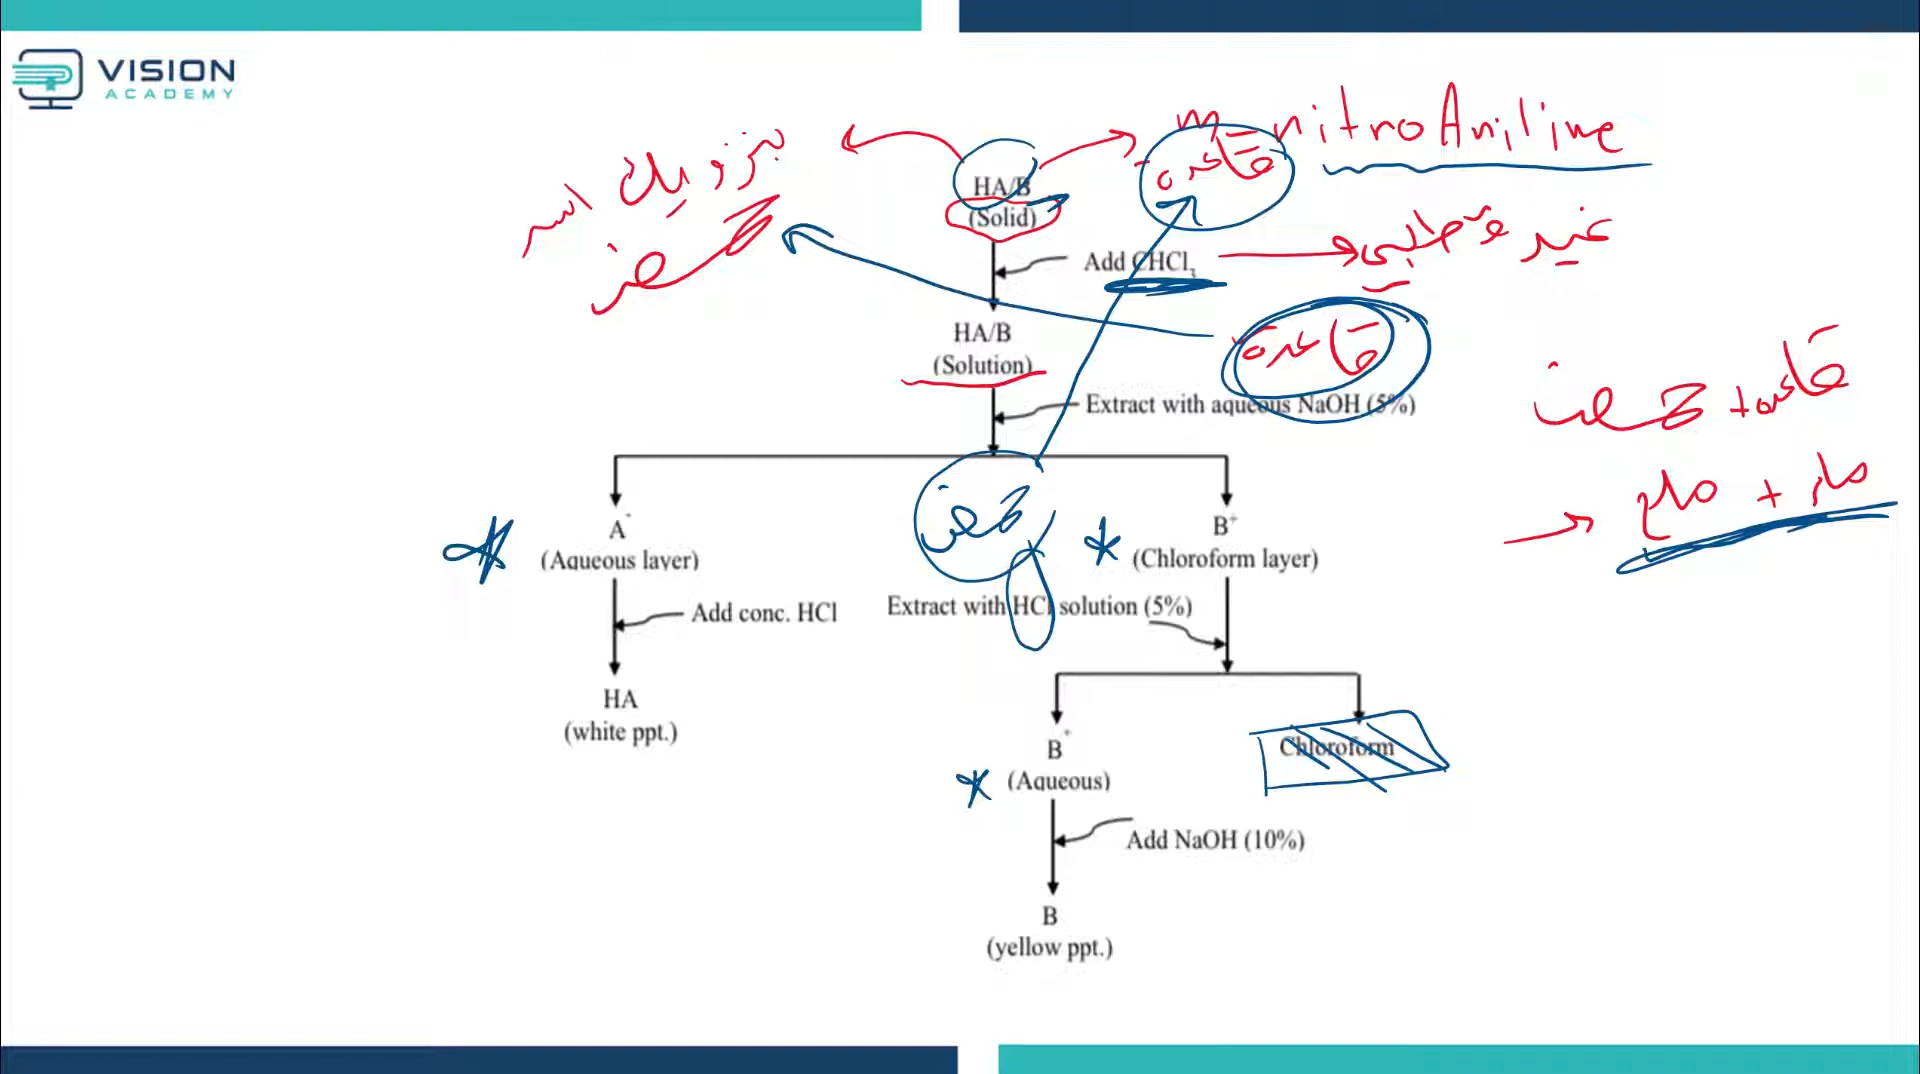 VISION
ACADEMY
m-nitroAniline
قاعدة
بنزويك اسد
حمض
HA/B
(Solid)
Add CHCl₃
غير قطبي
HA/B
(Solution)
قاعدة
Extract with aqueous NaOH (5%)
قاعدة + حمض
ملح + ماء
حمض
A⁻
(Aqueous layer)
B⁺
(Chloroform layer)
Add conc. HCl
Extract with HCl solution (5%)
HA
(white ppt.)
B⁺
(Aqueous)
Chloroform
Add NaOH (10%)
B
(yellow ppt.)